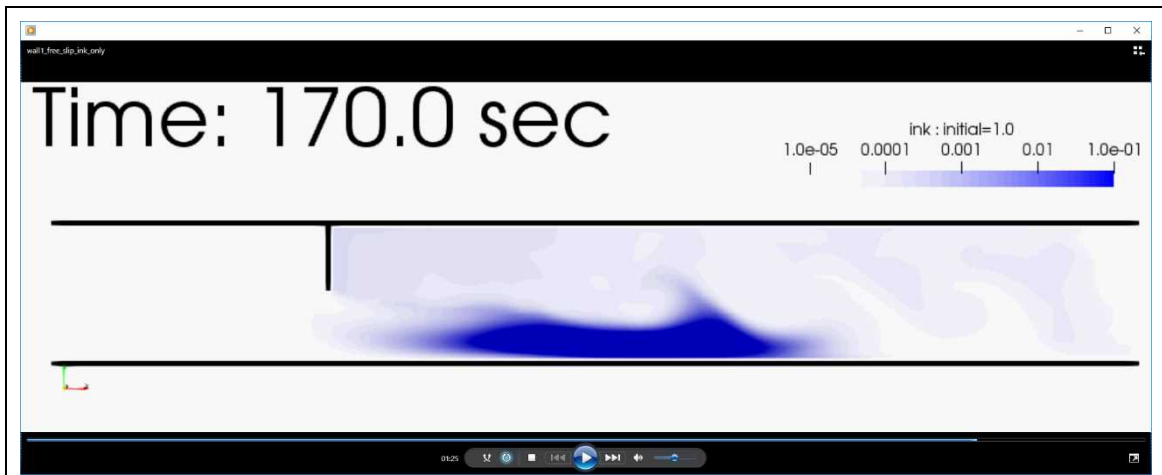 wall1_free_slip_ink_only
Time: 170.0 sec
ink : initial=1.0
1.0e-05 0.0001 0.001 0.01 1.0e-01
01:25